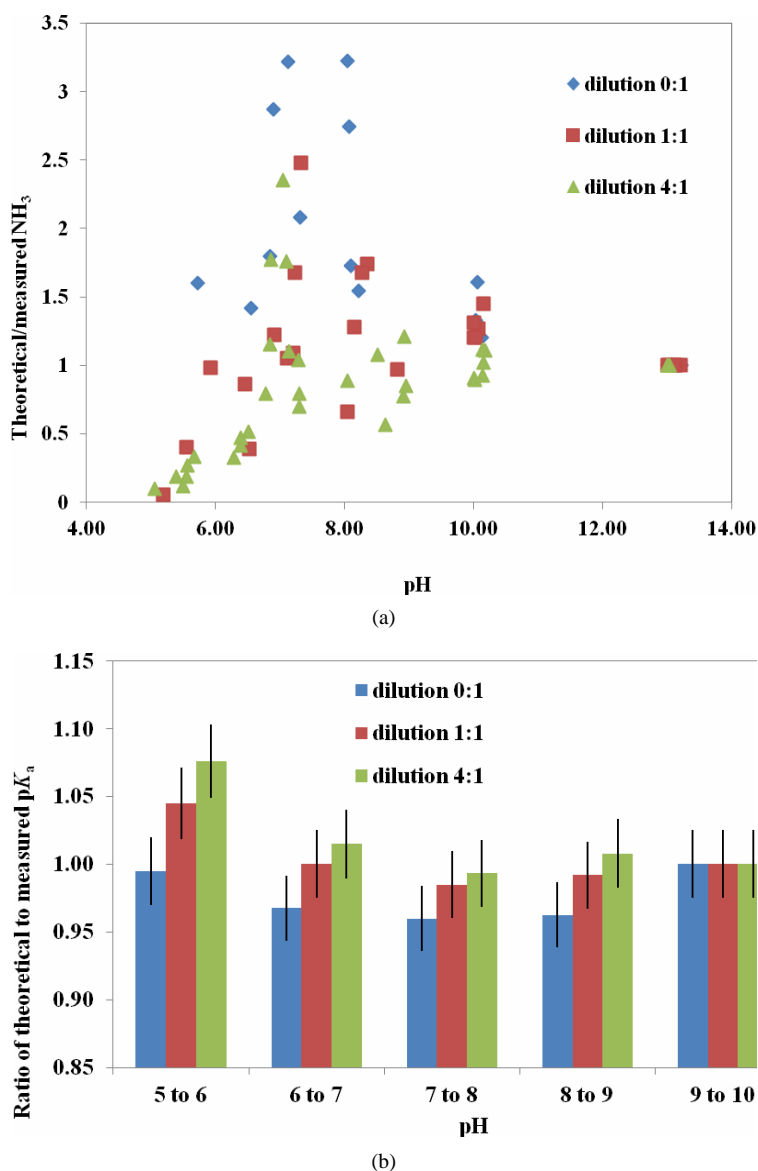 3.5
3
2.5
2
1.5
1
0.5
0
Theoretical/measured NH₃
dilution 0:1
dilution 1:1
dilution 4:1
4.00 6.00 8.00 10.00 12.00 14.00
pH
(a)
1.15
1.10
1.05
1.00
0.95
0.90
0.85
Ratio of theoretical to measured pKₐ
dilution 0:1
dilution 1:1
dilution 4:1
5 to 6 6 to 7 7 to 8 8 to 9 9 to 10
pH
(b)